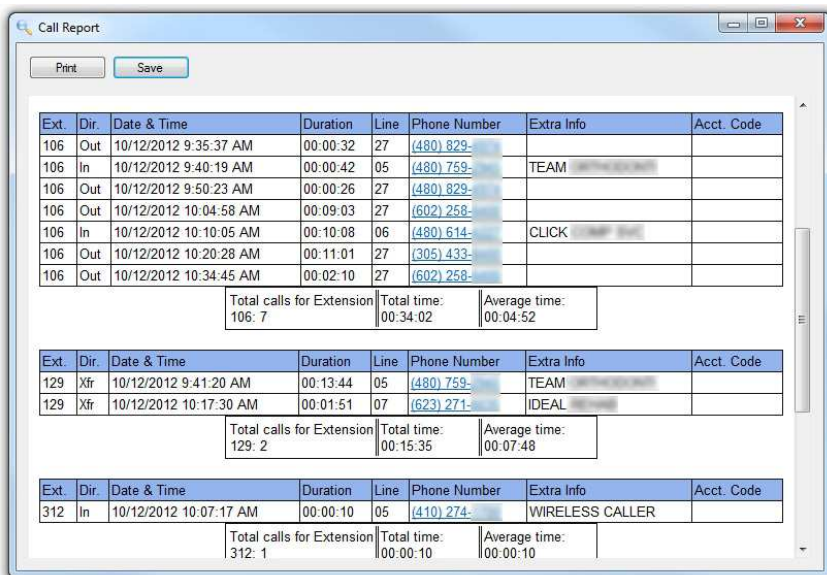 Call Report
Print Save
Ext. Dir. Date & Time Duration Line Phone Number Extra Info Acct. Code
106 Out 10/12/2012 9:35:37 AM 00:00:32 27 (480) 829-
106 In 10/12/2012 9:40:19 AM 00:00:42 05 (480) 759- TEAM
106 Out 10/12/2012 9:50:23 AM 00:00:26 27 (480) 829-
106 Out 10/12/2012 10:04:58 AM 00:09:03 27 (602) 258-
106 In 10/12/2012 10:10:05 AM 00:10:08 06 (480) 614- CLICK
106 Out 10/12/2012 10:20:28 AM 00:11:01 27 (305) 433-
106 Out 10/12/2012 10:34:45 AM 00:02:10 27 (602) 258-
Total calls for Extension Total time: Average time:
106: 7 00:34:02 00:04:52
Ext. Dir. Date & Time Duration Line Phone Number Extra Info Acct. Code
129 Xfr 10/12/2012 9:41:20 AM 00:13:44 05 (480) 759- TEAM
129 Xfr 10/12/2012 10:17:30 AM 00:01:51 07 (623) 271- IDEAL
Total calls for Extension Total time: Average time:
129: 2 00:15:35 00:07:48
Ext. Dir. Date & Time Duration Line Phone Number Extra Info Acct. Code
312 In 10/12/2012 10:07:17 AM 00:00:10 05 (410) 274- WIRELESS CALLER
Total calls for Extension Total time: Average time:
312: 1 00:00:10 00:00:10